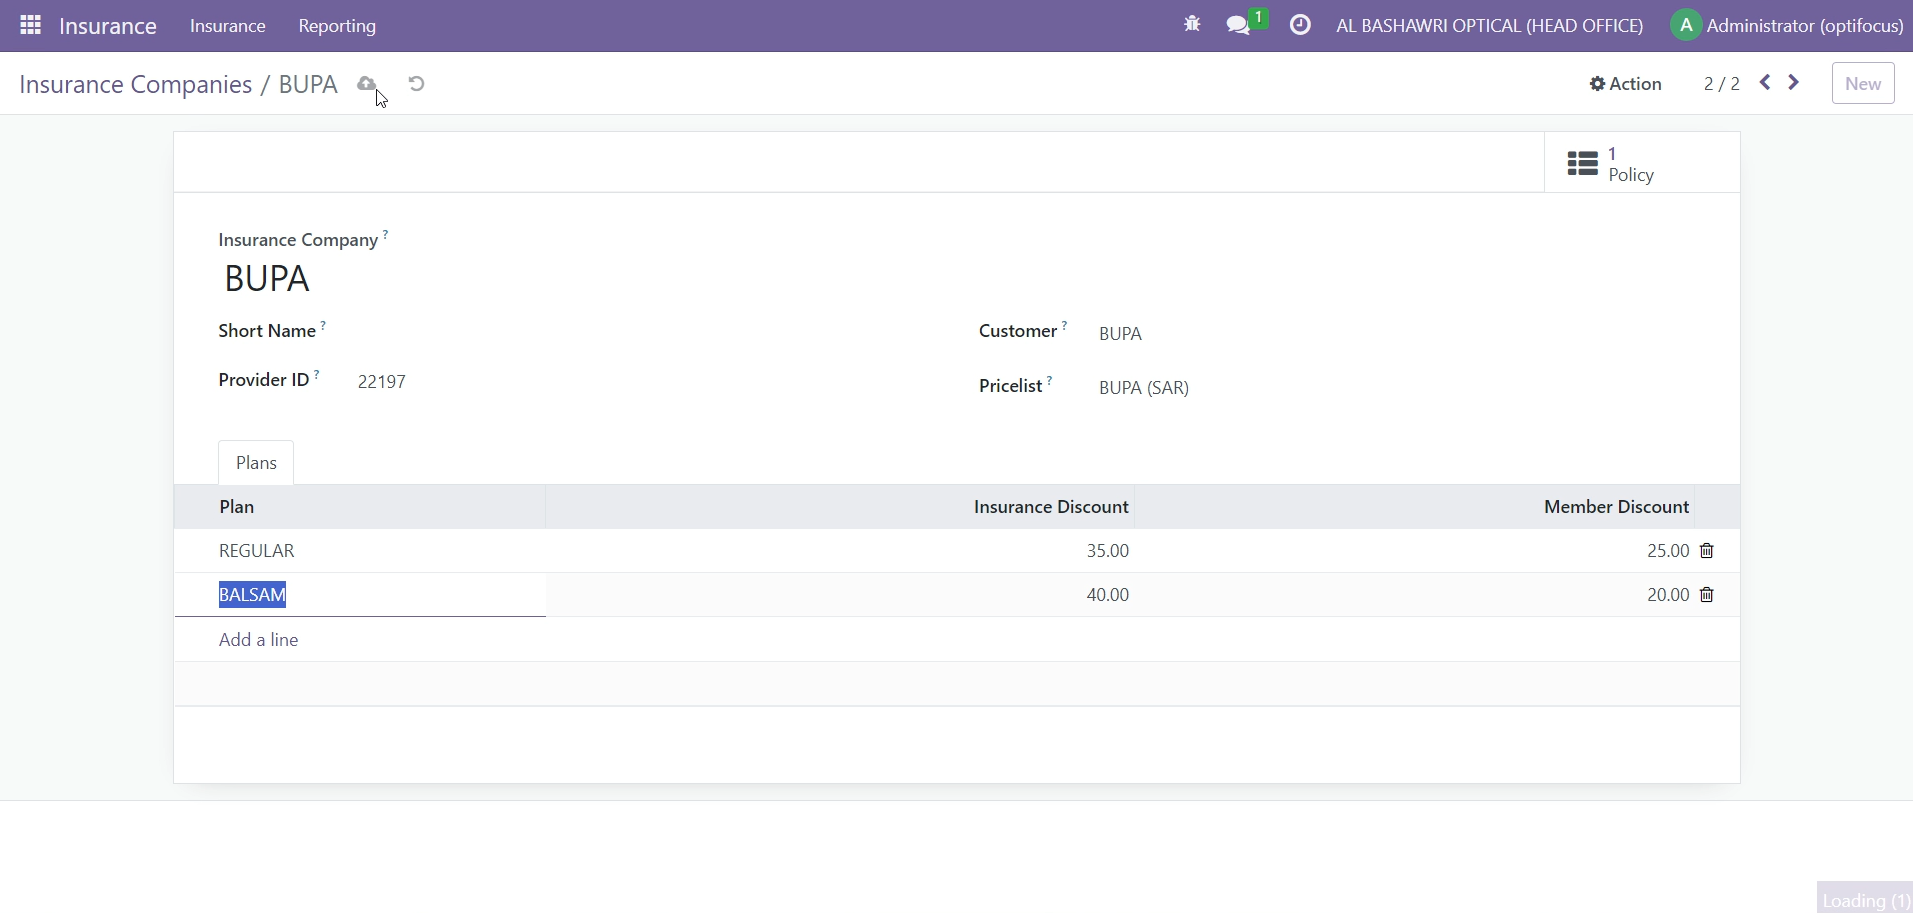 Insurance Insurance Reporting 1 AL BASHAWRI OPTICAL (HEAD OFFICE) A Administrator (optifocus)
Insurance Companies / BUPA Action 2 / 2 New
1
Policy
Insurance Company ?
BUPA
Short Name ? Customer ? BUPA
Provider ID ? 22197 Pricelist ? BUPA (SAR)
Plans
Plan Insurance Discount Member Discount
REGULAR 35.00 25.00
BALSAM 40.00 20.00
Add a line
Loading (1)